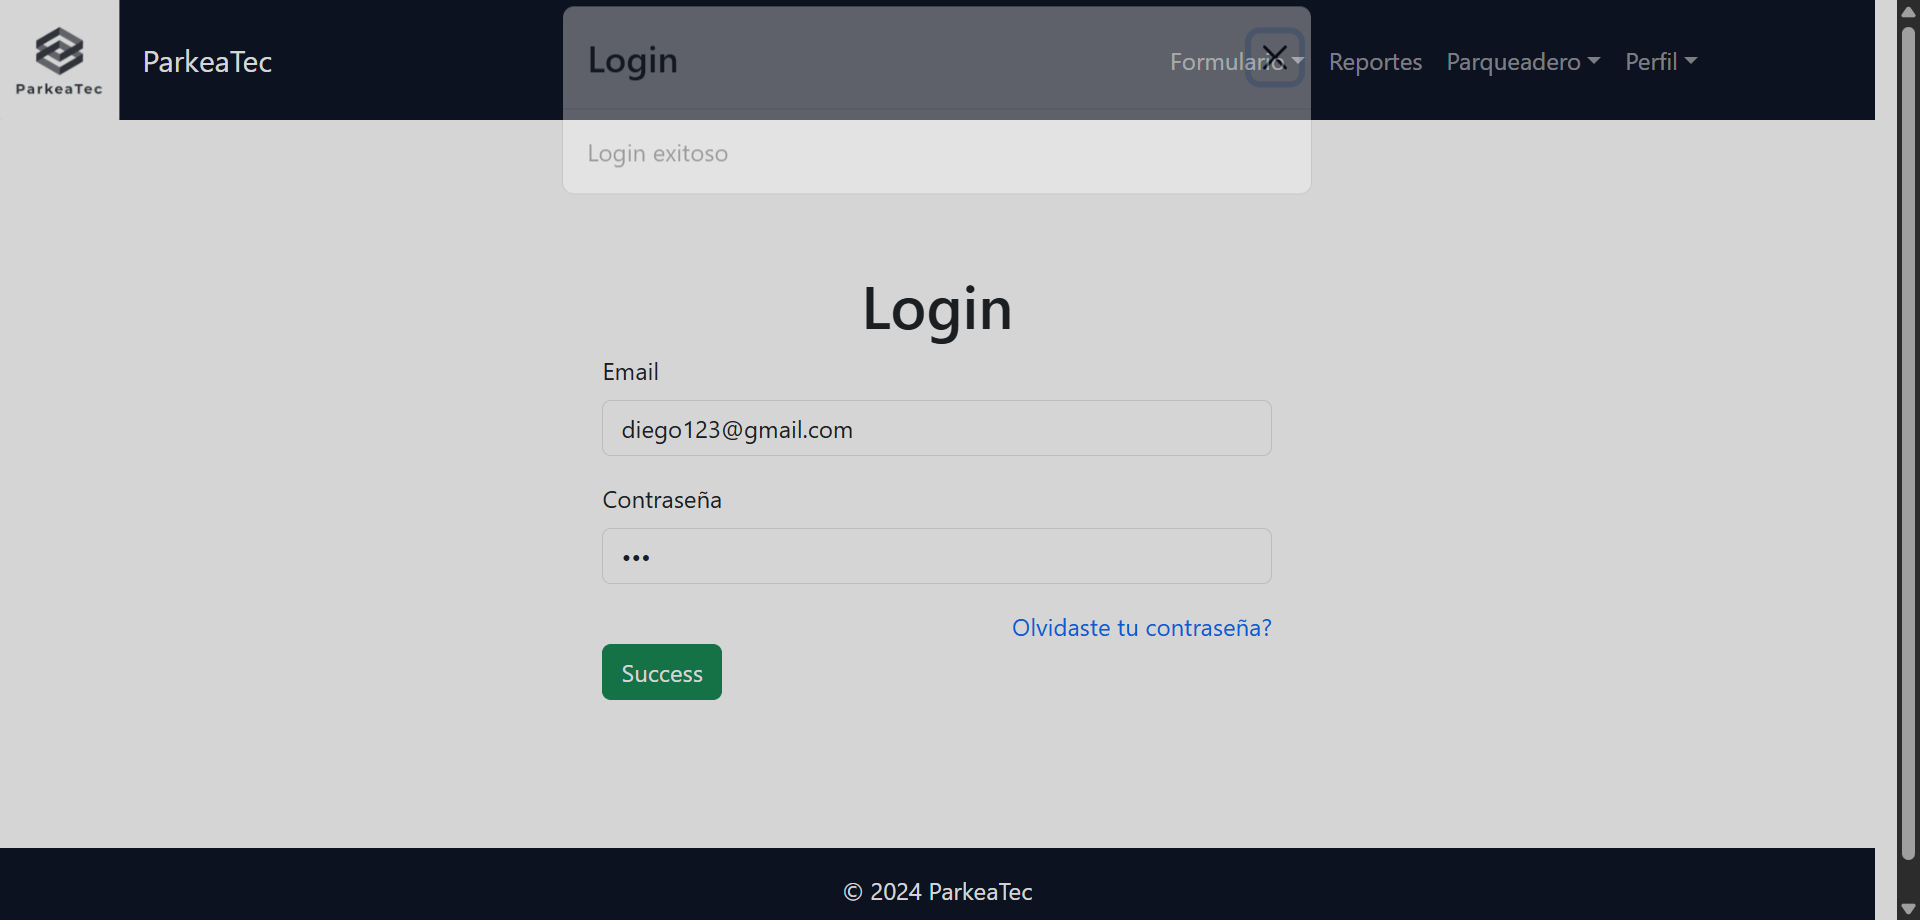 ParkeaTec
ParkeaTec
Login
Formulario
Reportes
Parqueadero
Perfil
Login exitoso
Login
Email
diego123@gmail.com
Contraseña
•••
Olvidaste tu contraseña?
Success
© 2024 ParkeaTec